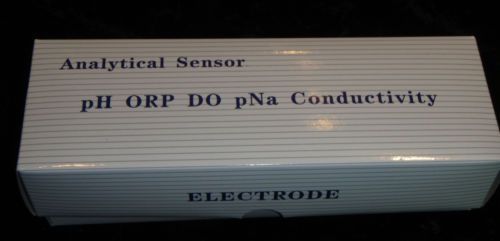 Analytical Sensor
pH ORP DO pNa Conductivity
ELECTRODE